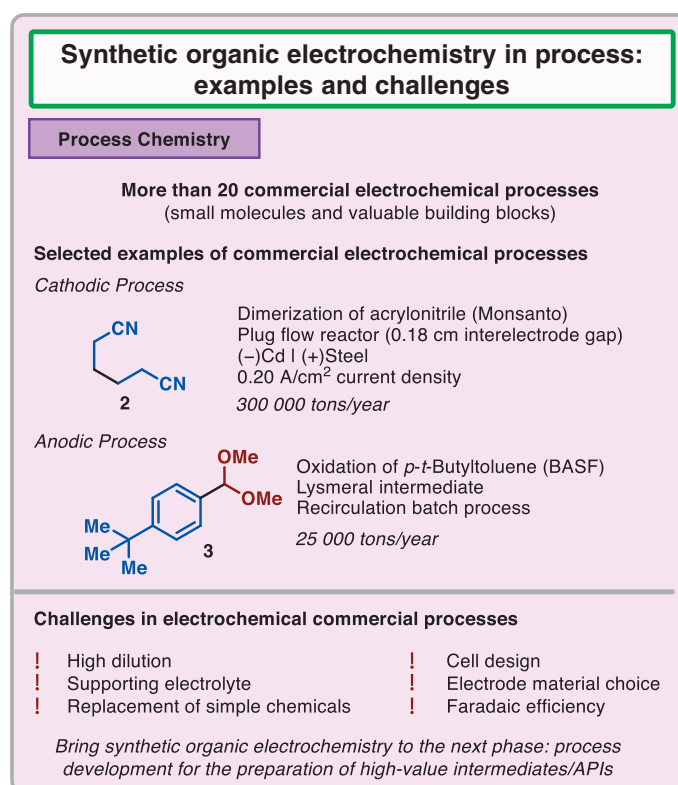 Synthetic organic electrochemistry in process:
examples and challenges
Process Chemistry
More than 20 commercial electrochemical processes
(small molecules and valuable building blocks)
Selected examples of commercial electrochemical processes
Cathodic Process
CN
CN
2
Dimerization of acrylonitrile (Monsanto)
Plug flow reactor (0.18 cm interelectrode gap)
(−)Cd I (+)Steel
0.20 A/cm² current density
300 000 tons/year
Anodic Process
OMe
OMe
Me
Me
Me
3
Oxidation of p-t-Butyltoluene (BASF)
Lysmeral intermediate
Recirculation batch process
25 000 tons/year
Challenges in electrochemical commercial processes
! High dilution
! Supporting electrolyte
! Replacement of simple chemicals
! Cell design
! Electrode material choice
! Faradaic efficiency
Bring synthetic organic electrochemistry to the next phase: process
development for the preparation of high-value intermediates/APIs